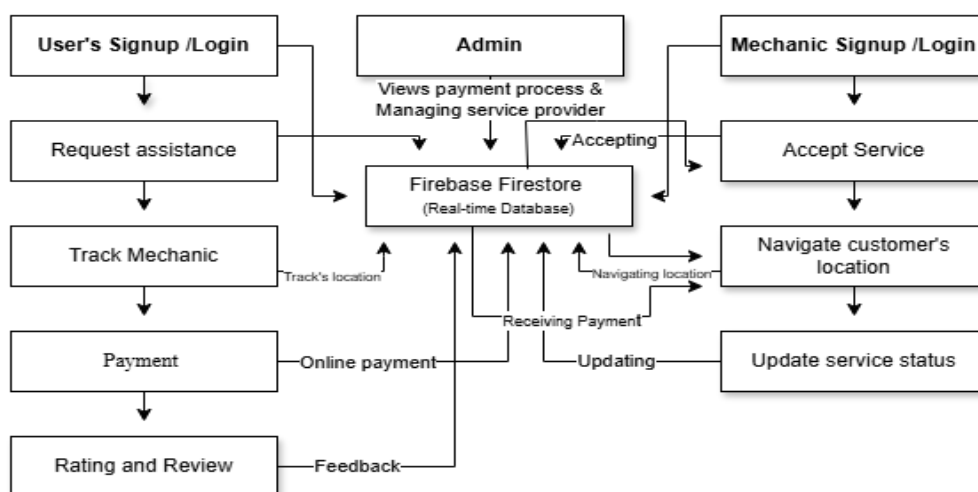 User's Signup /Login
Admin
Mechanic Signup /Login
Views payment process &
Managing service provider
Request assistance
Accepting
Accept Service
Firebase Firestore
(Real-time Database)
Track Mechanic
Track's location
Navigating location
Navigate customer's
location
Receiving Payment
Payment
Online payment
Updating
Update service status
Rating and Review
Feedback